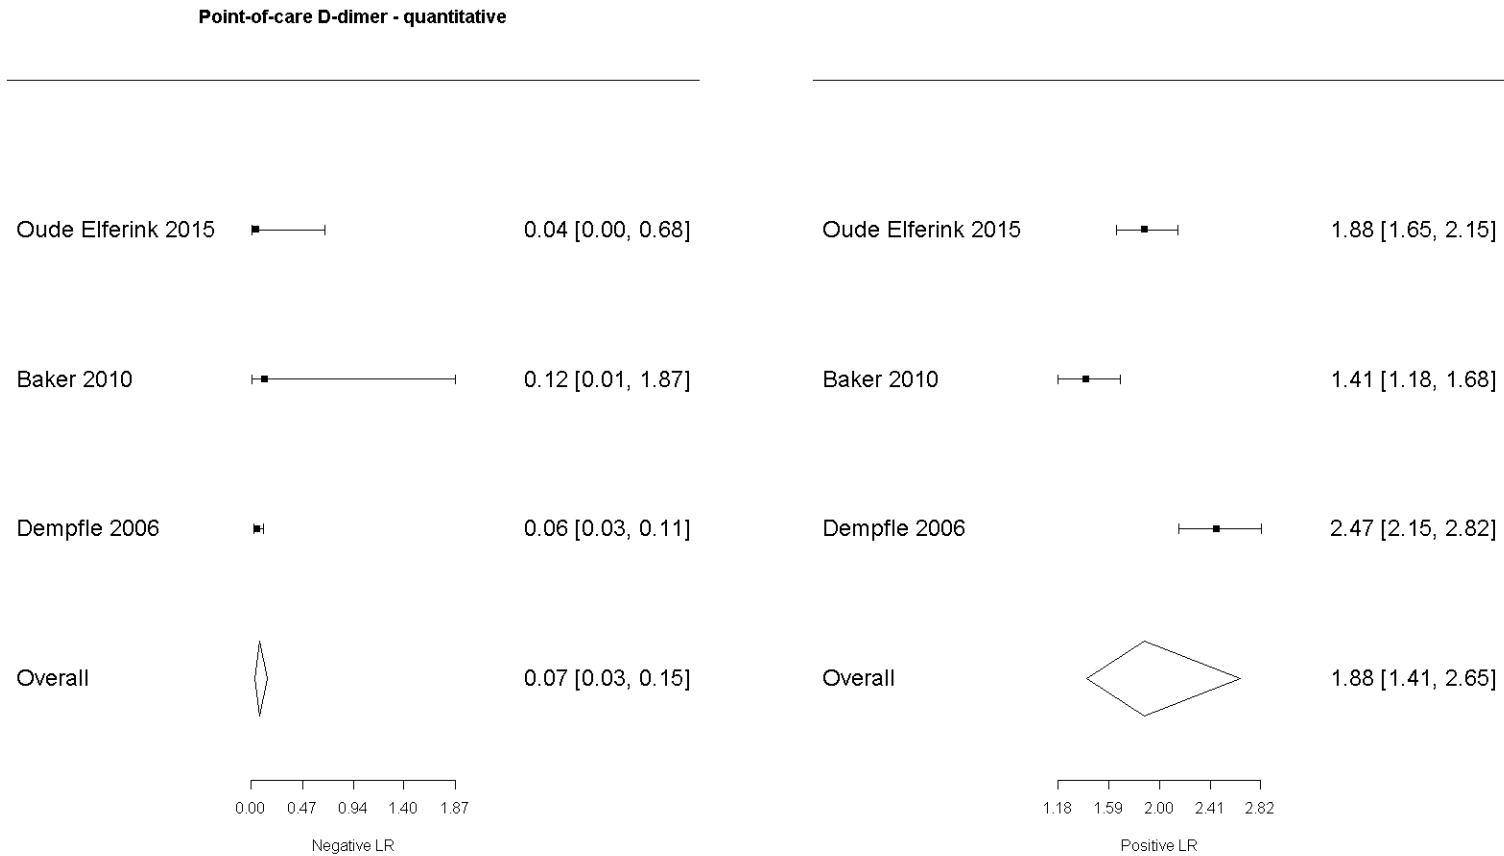 Point-of-care D-dimer - quantitative
Oude Elferink 2015 0.04 [0.00, 0.68]
Baker 2010 0.12 [0.01, 1.87]
Dempfle 2006 0.06 [0.03, 0.11]
Overall 0.07 [0.03, 0.15]
0.00 0.47 0.94 1.40 1.87
Negative LR
Oude Elferink 2015 1.88 [1.65, 2.15]
Baker 2010 1.41 [1.18, 1.68]
Dempfle 2006 2.47 [2.15, 2.82]
Overall 1.88 [1.41, 2.65]
1.18 1.59 2.00 2.41 2.82
Positive LR